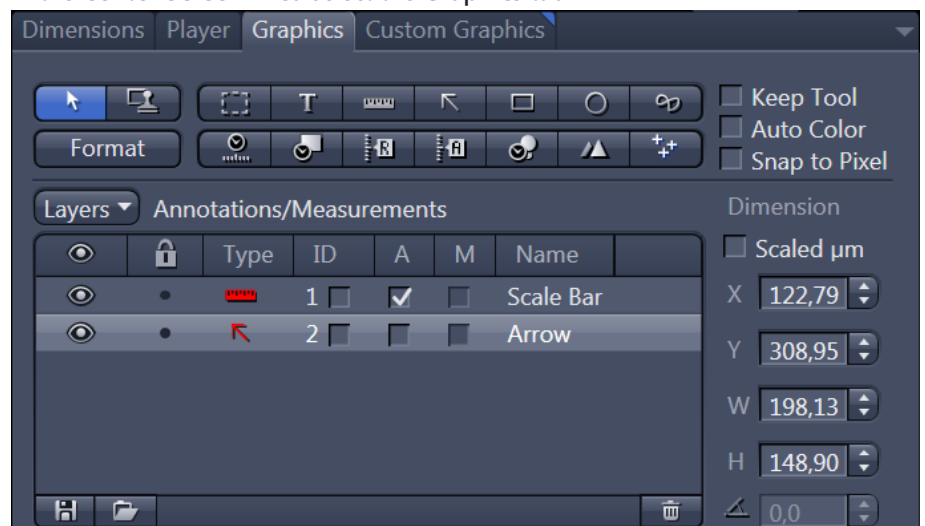 Dimensions Player Graphics Custom Graphics
T
R A
Keep Tool
Auto Color
Snap to Pixel
Format
Layers Annotations/Measurements
Type ID A M Name
1 Scale Bar
2 Arrow
Dimension
Scaled µm
X 122,79
Y 308,95
W 198,13
H 148,90
0,0